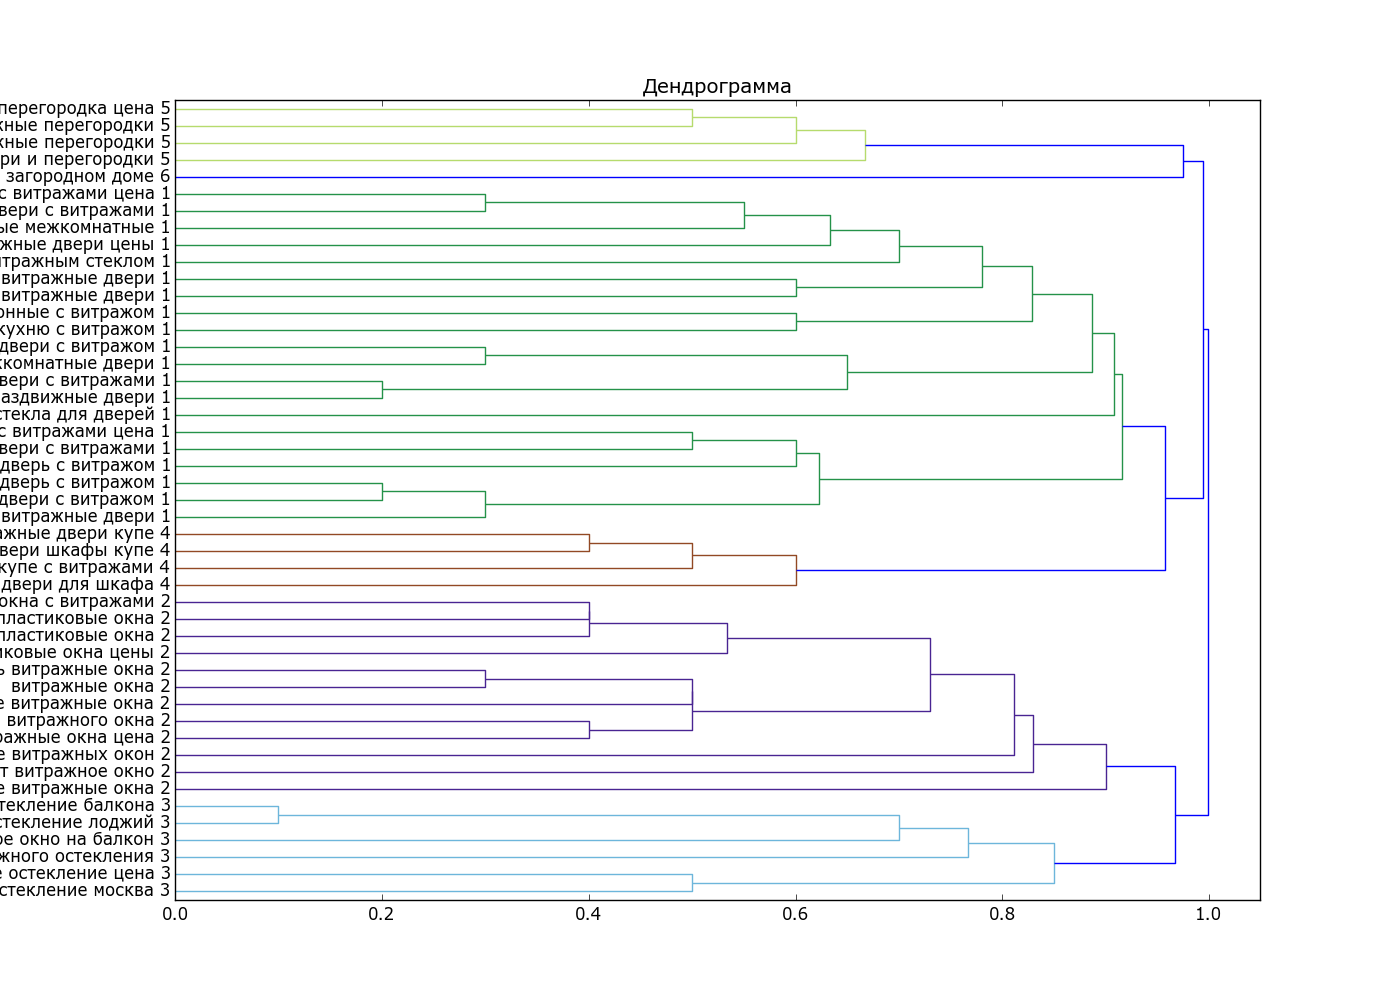 Дендрограмма
перегородка цена 5
жные перегородки 5
жные перегородки 5
ри и перегородки 5
загородном доме 6
с витражами цена 1
вери с витражами 1
ые межкомнатные 1
жные двери цены 1
тражным стеклом 1
витражные двери 1
витражные двери 1
онные с витражом 1
кухню с витражом 1
двери с витражом 1
жкомнатные двери 1
вери с витражами 1
аздвижные двери 1
стекла для дверей 1
с витражами цена 1
вери с витражами 1
дверь с витражом 1
дверь с витражом 1
двери с витражом 1
витражные двери 1
ажные двери купе 4
вери шкафы купе 4
купе с витражами 4
двери для шкафа 4
окна с витражами 2
пластиковые окна 2
пластиковые окна 2
иковые окна цены 2
ь витражные окна 2
витражные окна 2
е витражные окна 2
витражного окна 2
ражные окна цена 2
е витражных окон 2
т витражное окно 2
е витражные окна 2
текление балкона 3
стекление лоджий 3
ое окно на балкон 3
жного остекления 3
е остекление цена 3
стекление москва 3
0.0 0.2 0.4 0.6 0.8 1.0